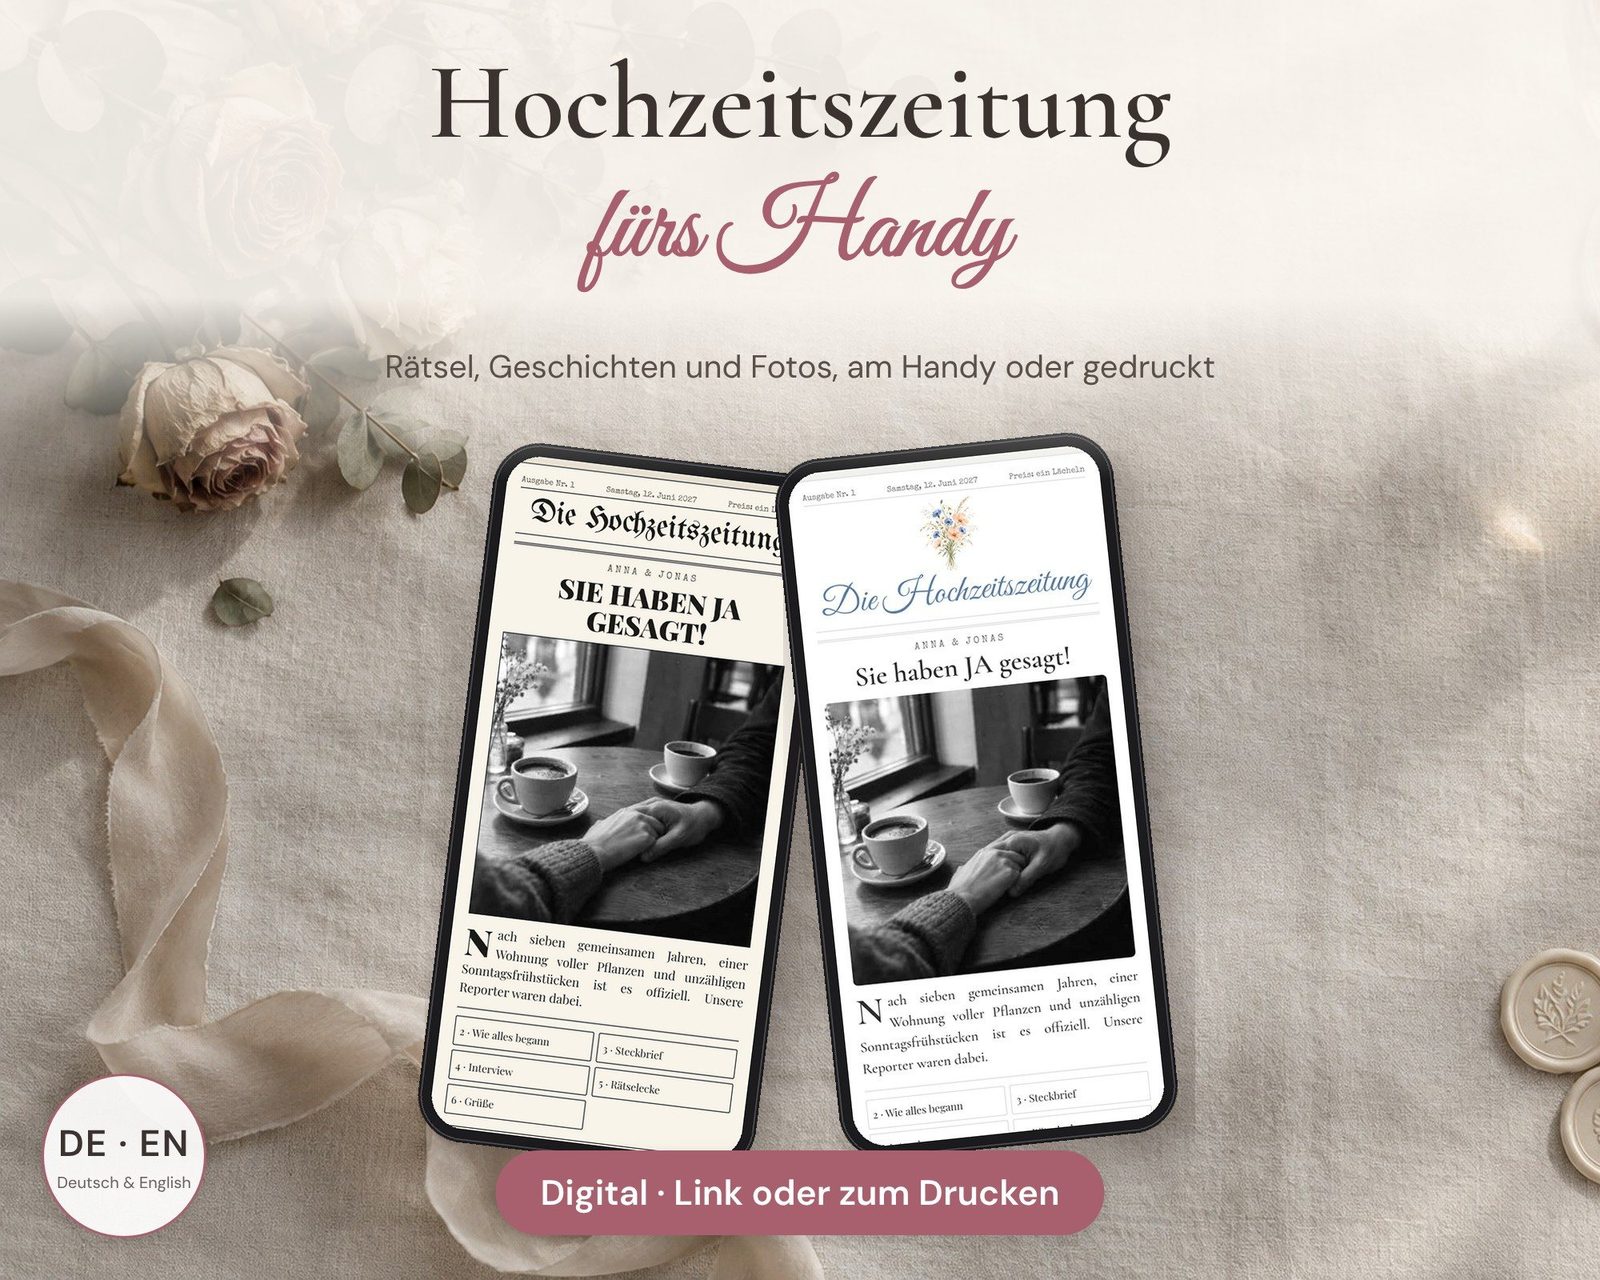 Hochzeitszeitung
fürs Handy
Rätsel, Geschichten und Fotos, am Handy oder gedruckt
Ausgabe Nr. 1
Samstag, 12. Juni 2027
Preis: ein
Die Hochzeitszeitung
ANNA & JONAS
SIE HABEN JA
GESAGT!
Nach sieben gemeinsamen Jahren, einer
Wohnung voller Pflanzen und unzähligen
Sonntagsfrühstücken ist es offiziell. Unsere
Reporter waren dabei.
2 · Wie alles begann
3 · Steckbrief
4 · Interview
5 · Rätselecke
6 · Grüße
Ausgabe Nr. 1
Samstag, 12. Juni 2027
Preis: ein Lächeln
Die Hochzeitszeitung
ANNA & JONAS
Sie haben JA gesagt!
Nach sieben gemeinsamen Jahren, einer
Wohnung voller Pflanzen und unzähligen
Sonntagsfrühstücken ist es offiziell. Unsere
Reporter waren dabei.
2 · Wie alles begann
3 · Steckbrief
DE · EN
Deutsch & English
Digital · Link oder zum Drucken